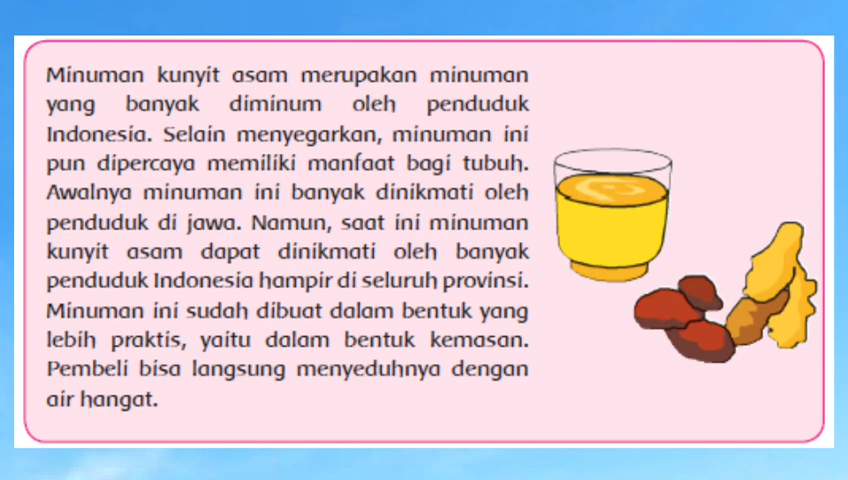 Minuman kunyit asam merupakan minuman
yang banyak diminum oleh penduduk
Indonesia. Selain menyegarkan, minuman ini
pun dipercaya memiliki manfaat bagi tubuh.
Awalnya minuman ini banyak dinikmati oleh
penduduk di jawa. Namun, saat ini minuman
kunyit asam dapat dinikmati oleh banyak
penduduk Indonesia hampir di seluruh provinsi.
Minuman ini sudah dibuat dalam bentuk yang
lebih praktis, yaitu dalam bentuk kemasan.
Pembeli bisa langsung menyeduhnya dengan
air hangat.